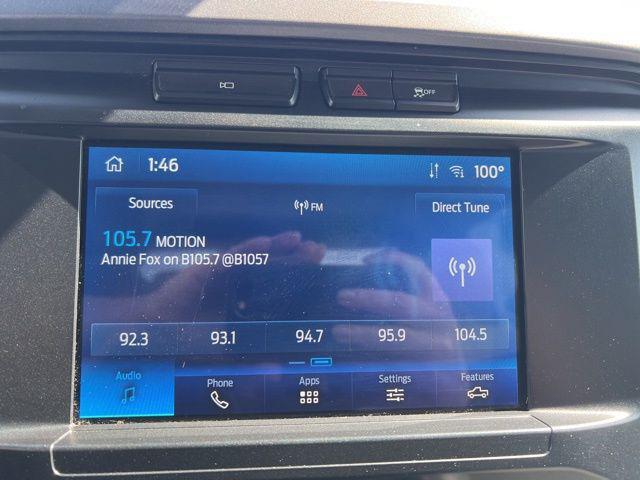 OFF
1:46
100°
Sources
FM
Direct Tune
105.7 MOTION
Annie Fox on B105.7 @B1057
92.3 93.1 94.7 95.9 104.5
Audio Phone Apps Settings Features